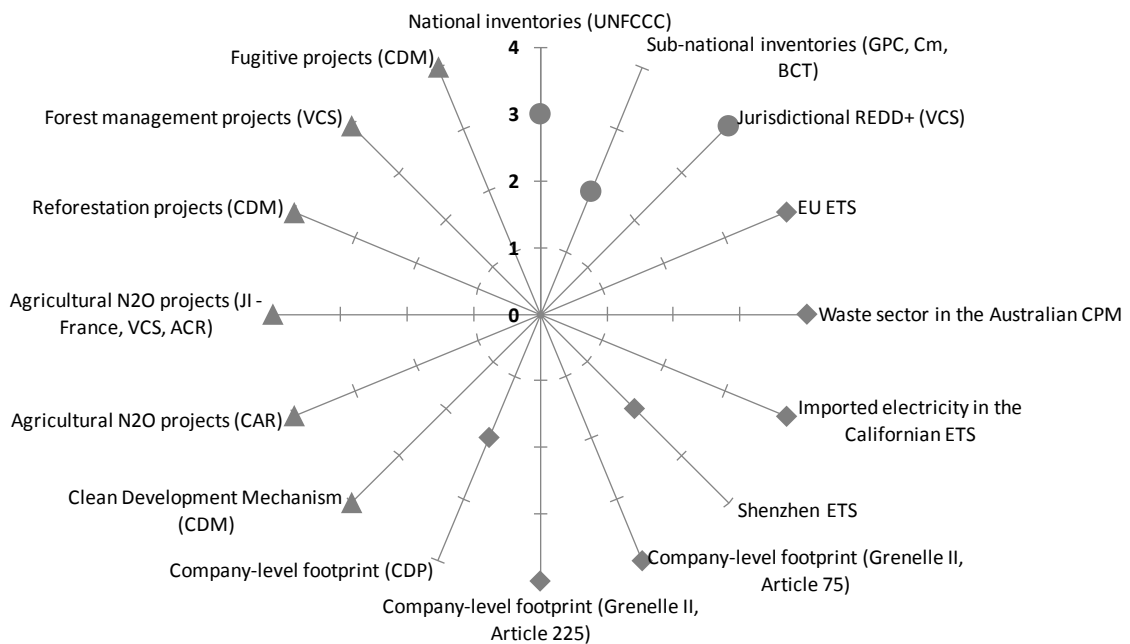 National inventories (UNFCCC)
Sub-national inventories (GPC, Cm,
BCT)
Jurisdictional REDD+ (VCS)
EU ETS
Waste sector in the Australian CPM
Imported electricity in the
Californian ETS
Shenzhen ETS
Company-level footprint (Grenelle II,
Article 75)
Company-level footprint (Grenelle II,
Article 225)
Company-level footprint (CDP)
Clean Development Mechanism
(CDM)
Agricultural N2O projects (CAR)
Agricultural N2O projects (JI -
France, VCS, ACR)
Reforestation projects (CDM)
Forest management projects (VCS)
Fugitive projects (CDM)
4
3
2
1
0